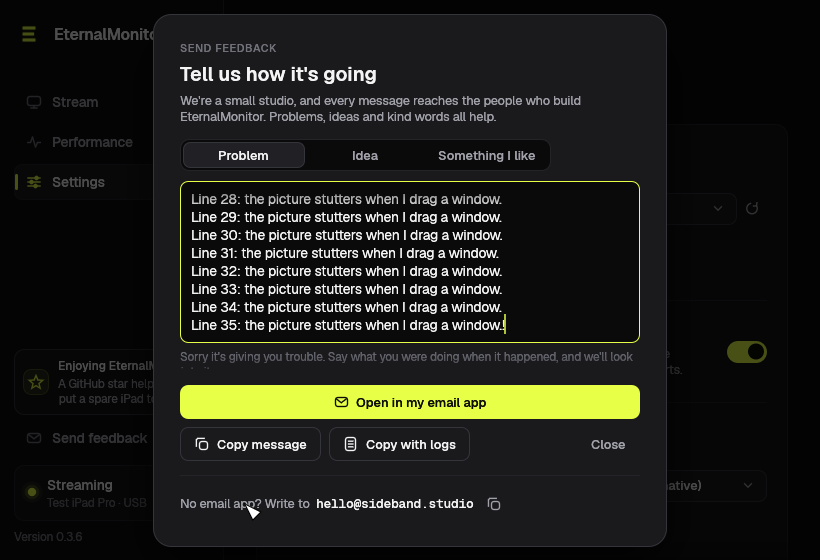 EternalMonito
Stream
Performance
Settings
Enjoying EternalM
A GitHub star help
put a spare iPad to
Send feedback
Streaming
Test iPad Pro · USB
Version 0.3.6
SEND FEEDBACK
Tell us how it's going
We're a small studio, and every message reaches the people who build
EternalMonitor. Problems, ideas and kind words all help.
Problem
Idea
Something I like
Line 28: the picture stutters when I drag a window.
Line 29: the picture stutters when I drag a window.
Line 30: the picture stutters when I drag a window.
Line 31: the picture stutters when I drag a window.
Line 32: the picture stutters when I drag a window.
Line 33: the picture stutters when I drag a window.
Line 34: the picture stutters when I drag a window.
Line 35: the picture stutters when I drag a window.
Sorry it's giving you trouble. Say what you were doing when it happened, and we'll look
Open in my email app
Copy message
Copy with logs
Close
No email app? Write to hello@sideband.studio
rts.
native)